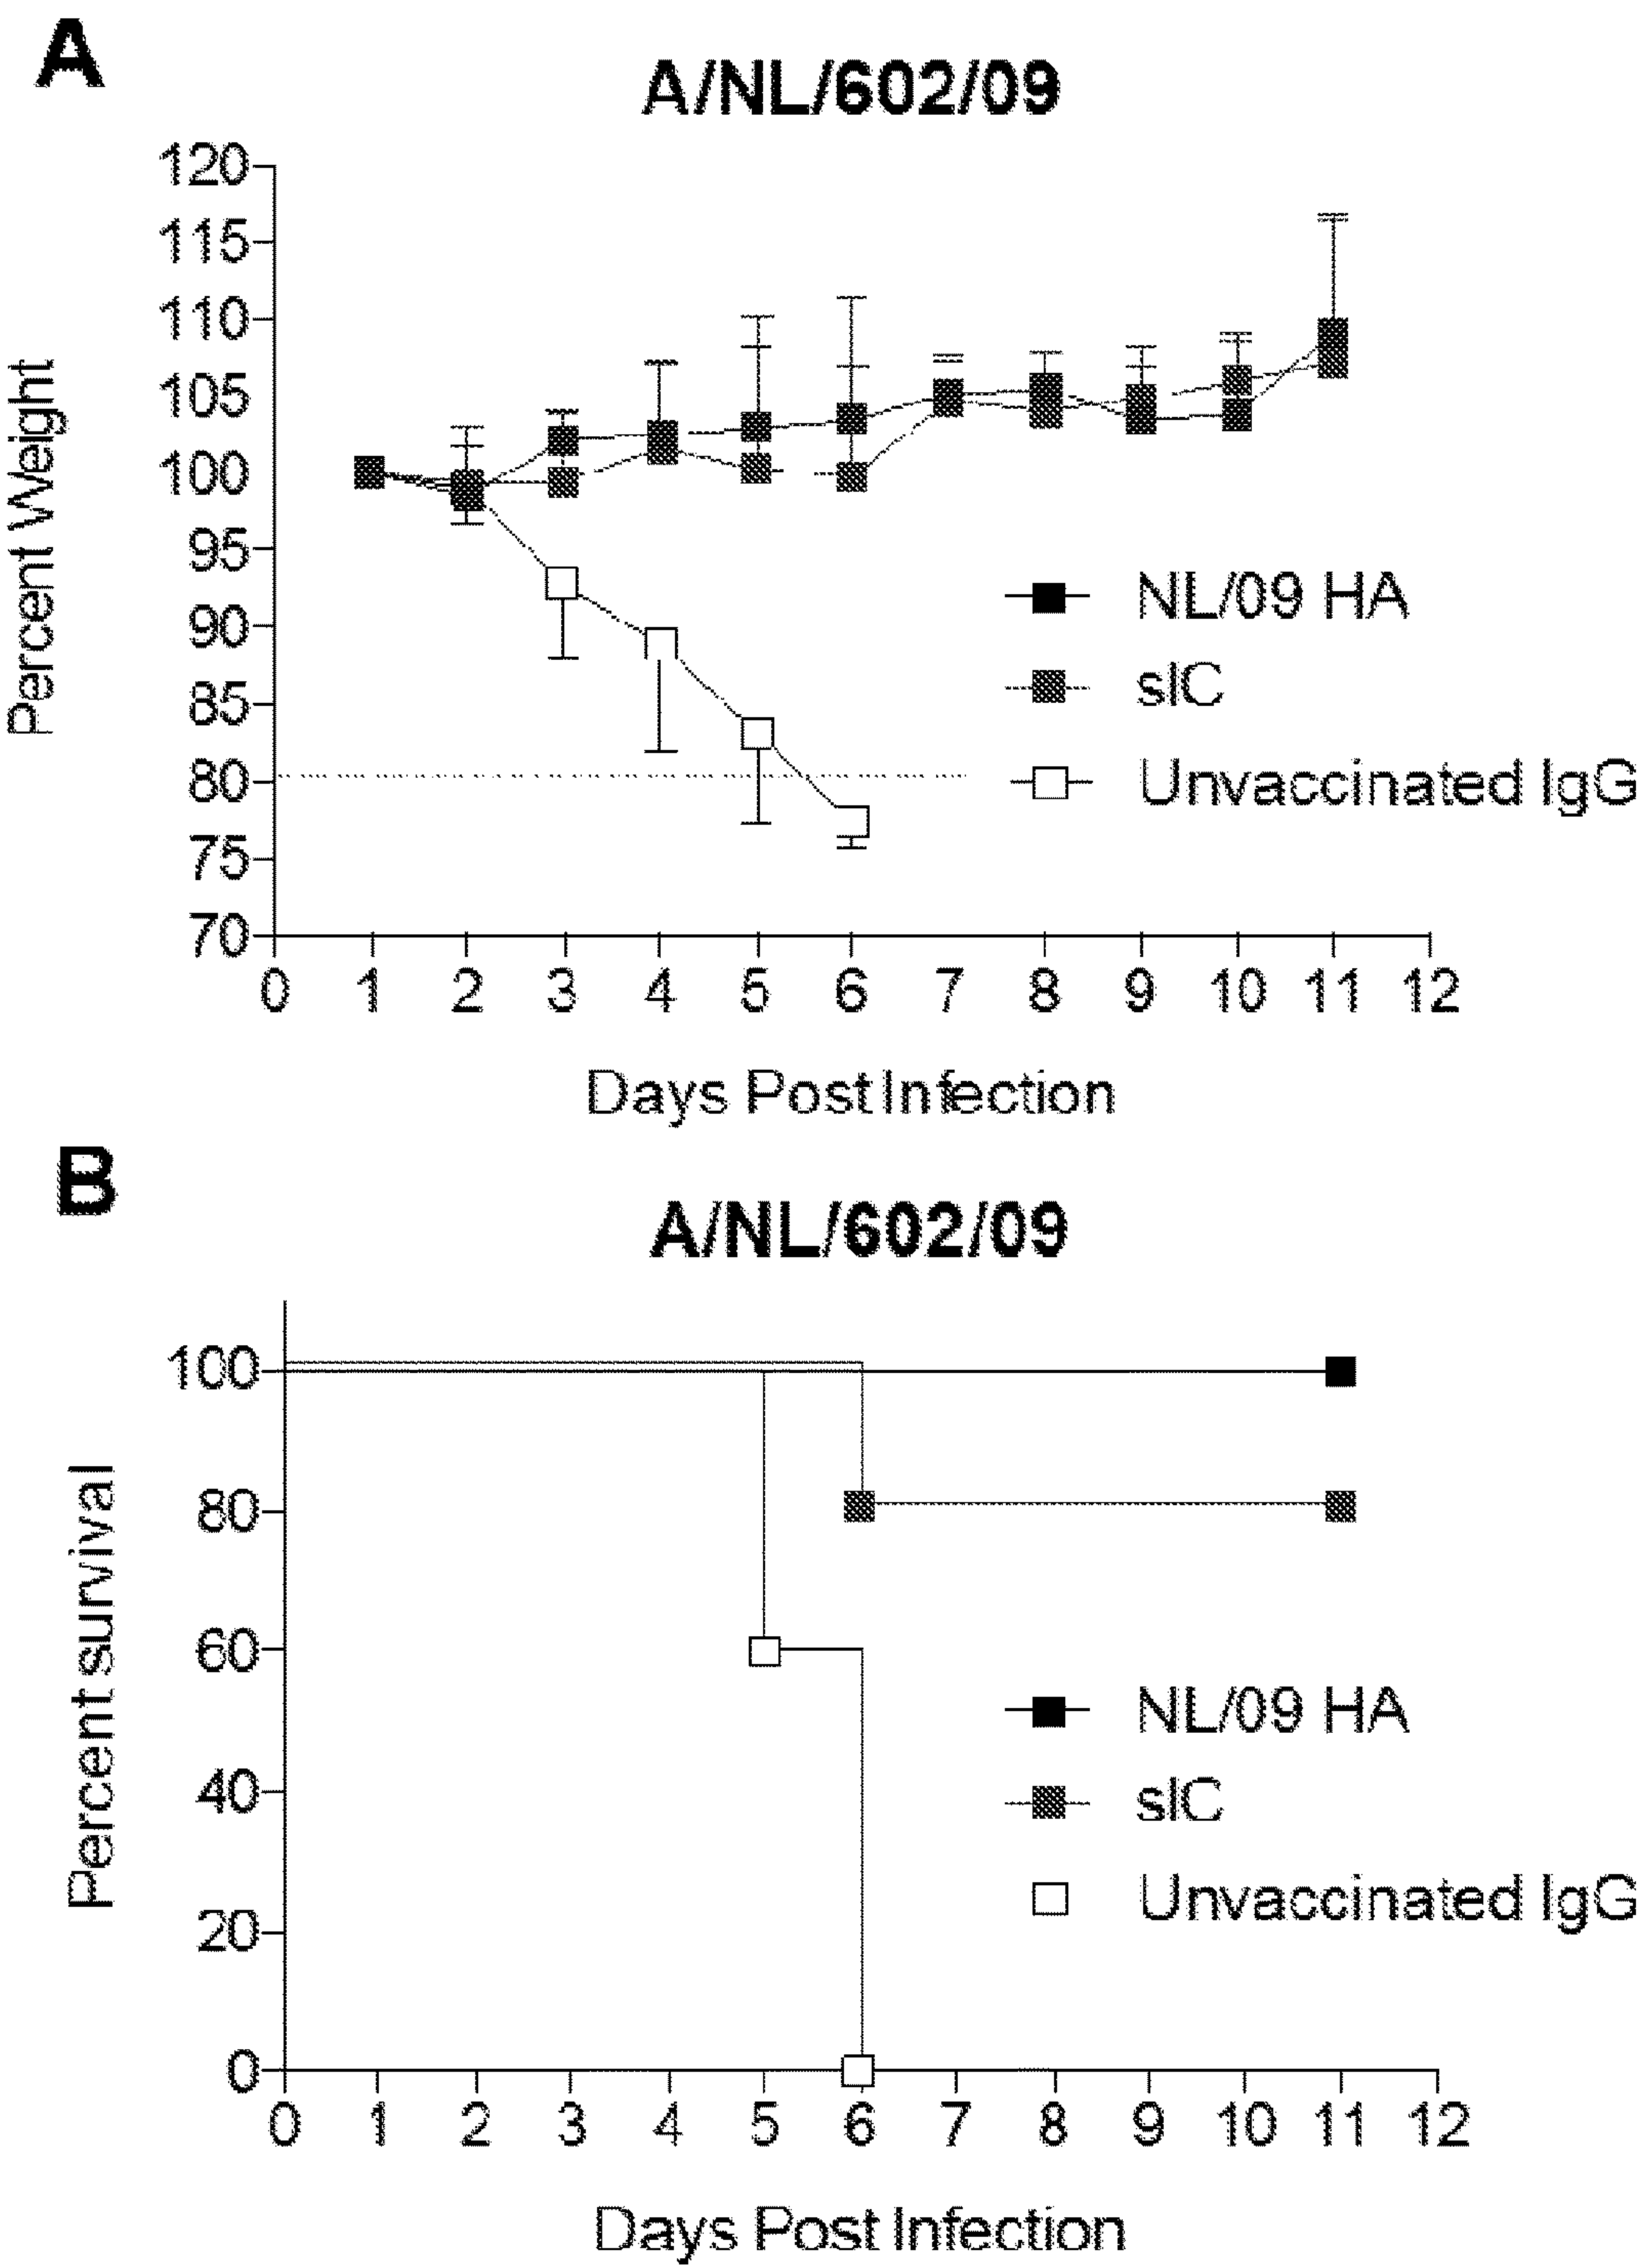 A
A/NL/602/09
120
115
110
105
100
95
90
85
80
75
70
Percent Weight
NL/09 HA
sIC
Unvaccinated IgG
0 1 2 3 4 5 6 7 8 9 10 11 12
Days Post Infection
B
A/NL/602/09
100
80
60
40
20
0
Percent survival
NL/09 HA
sIC
Unvaccinated IgG
0 1 2 3 4 5 6 7 8 9 10 11 12
Days Post Infection